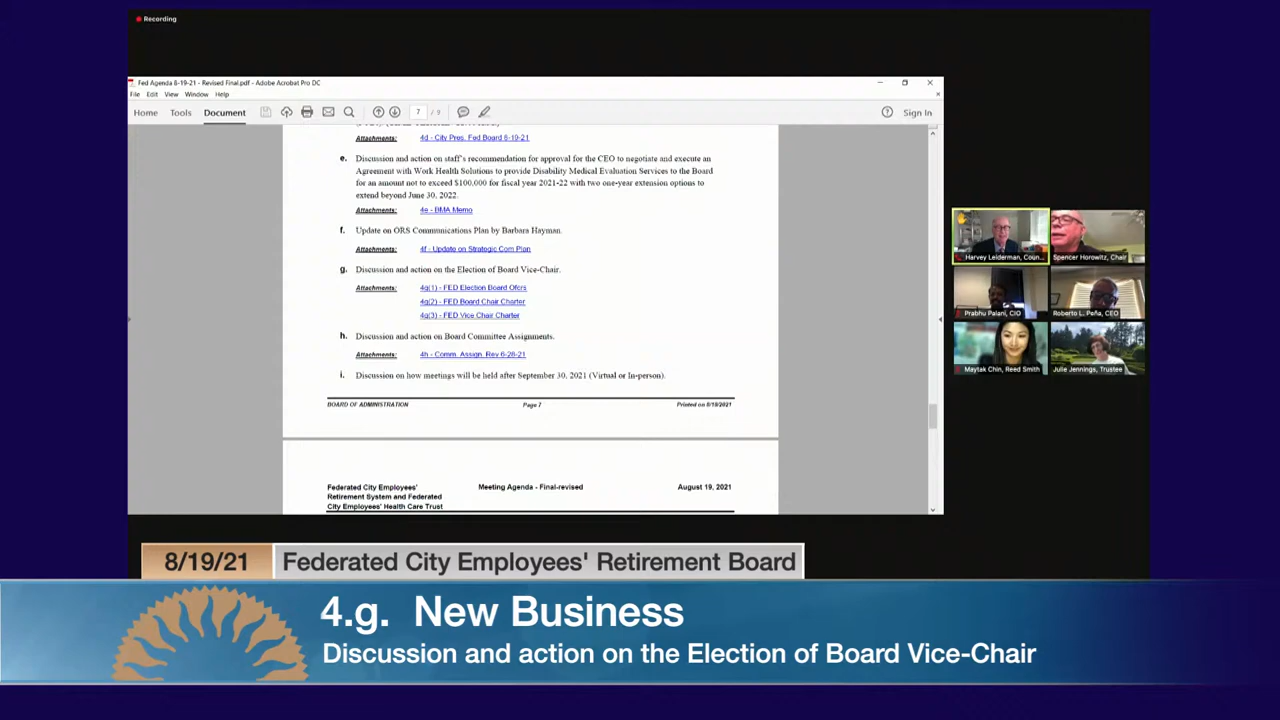 Recording
Fed Agenda 8-19-21 - Revised Final.pdf - Adobe Acrobat Pro DC
File Edit View Window Help
Home Tools Document 7 / 9 Sign In
Attachments: 4d - City Pres. Fed Board 8-19-21
e. Discussion and action on staff's recommendation for approval for the CEO to negotiate and execute an
Agreement with Work Health Solutions to provide Disability Medical Evaluation Services to the Board
for an amount not to exceed $100,000 for fiscal year 2021-22 with two one-year extension options to
extend beyond June 30, 2022.
Attachments: 4e - BMA Memo
f. Update on ORS Communications Plan by Barbara Hayman.
Attachments: 4f - Update on Strategic Com Plan
g. Discussion and action on the Election of Board Vice-Chair.
Attachments: 4g(1) - FED Election Board Ofcrs
4g(2) - FED Board Chair Charter
4g(3) - FED Vice Chair Charter
h. Discussion and action on Board Committee Assignments.
Attachments: 4h - Comm. Assign. Rev 6-28-21
i. Discussion on how meetings will be held after September 30, 2021 (Virtual or In-person).
BOARD OF ADMINISTRATION Page 7 Printed on 8/18/2021
Federated City Employees' Meeting Agenda - Final-revised August 19, 2021
Retirement System and Federated
City Employees' Health Care Trust
Harvey Leiderman, Coun... Spencer Horowitz, Chair
Prabhu Palani, CIO Roberto L. Peña, CEO
Maytak Chin, Reed Smith Julie Jennings, Trustee
8/19/21 Federated City Employees' Retirement Board
4.g. New Business
Discussion and action on the Election of Board Vice-Chair